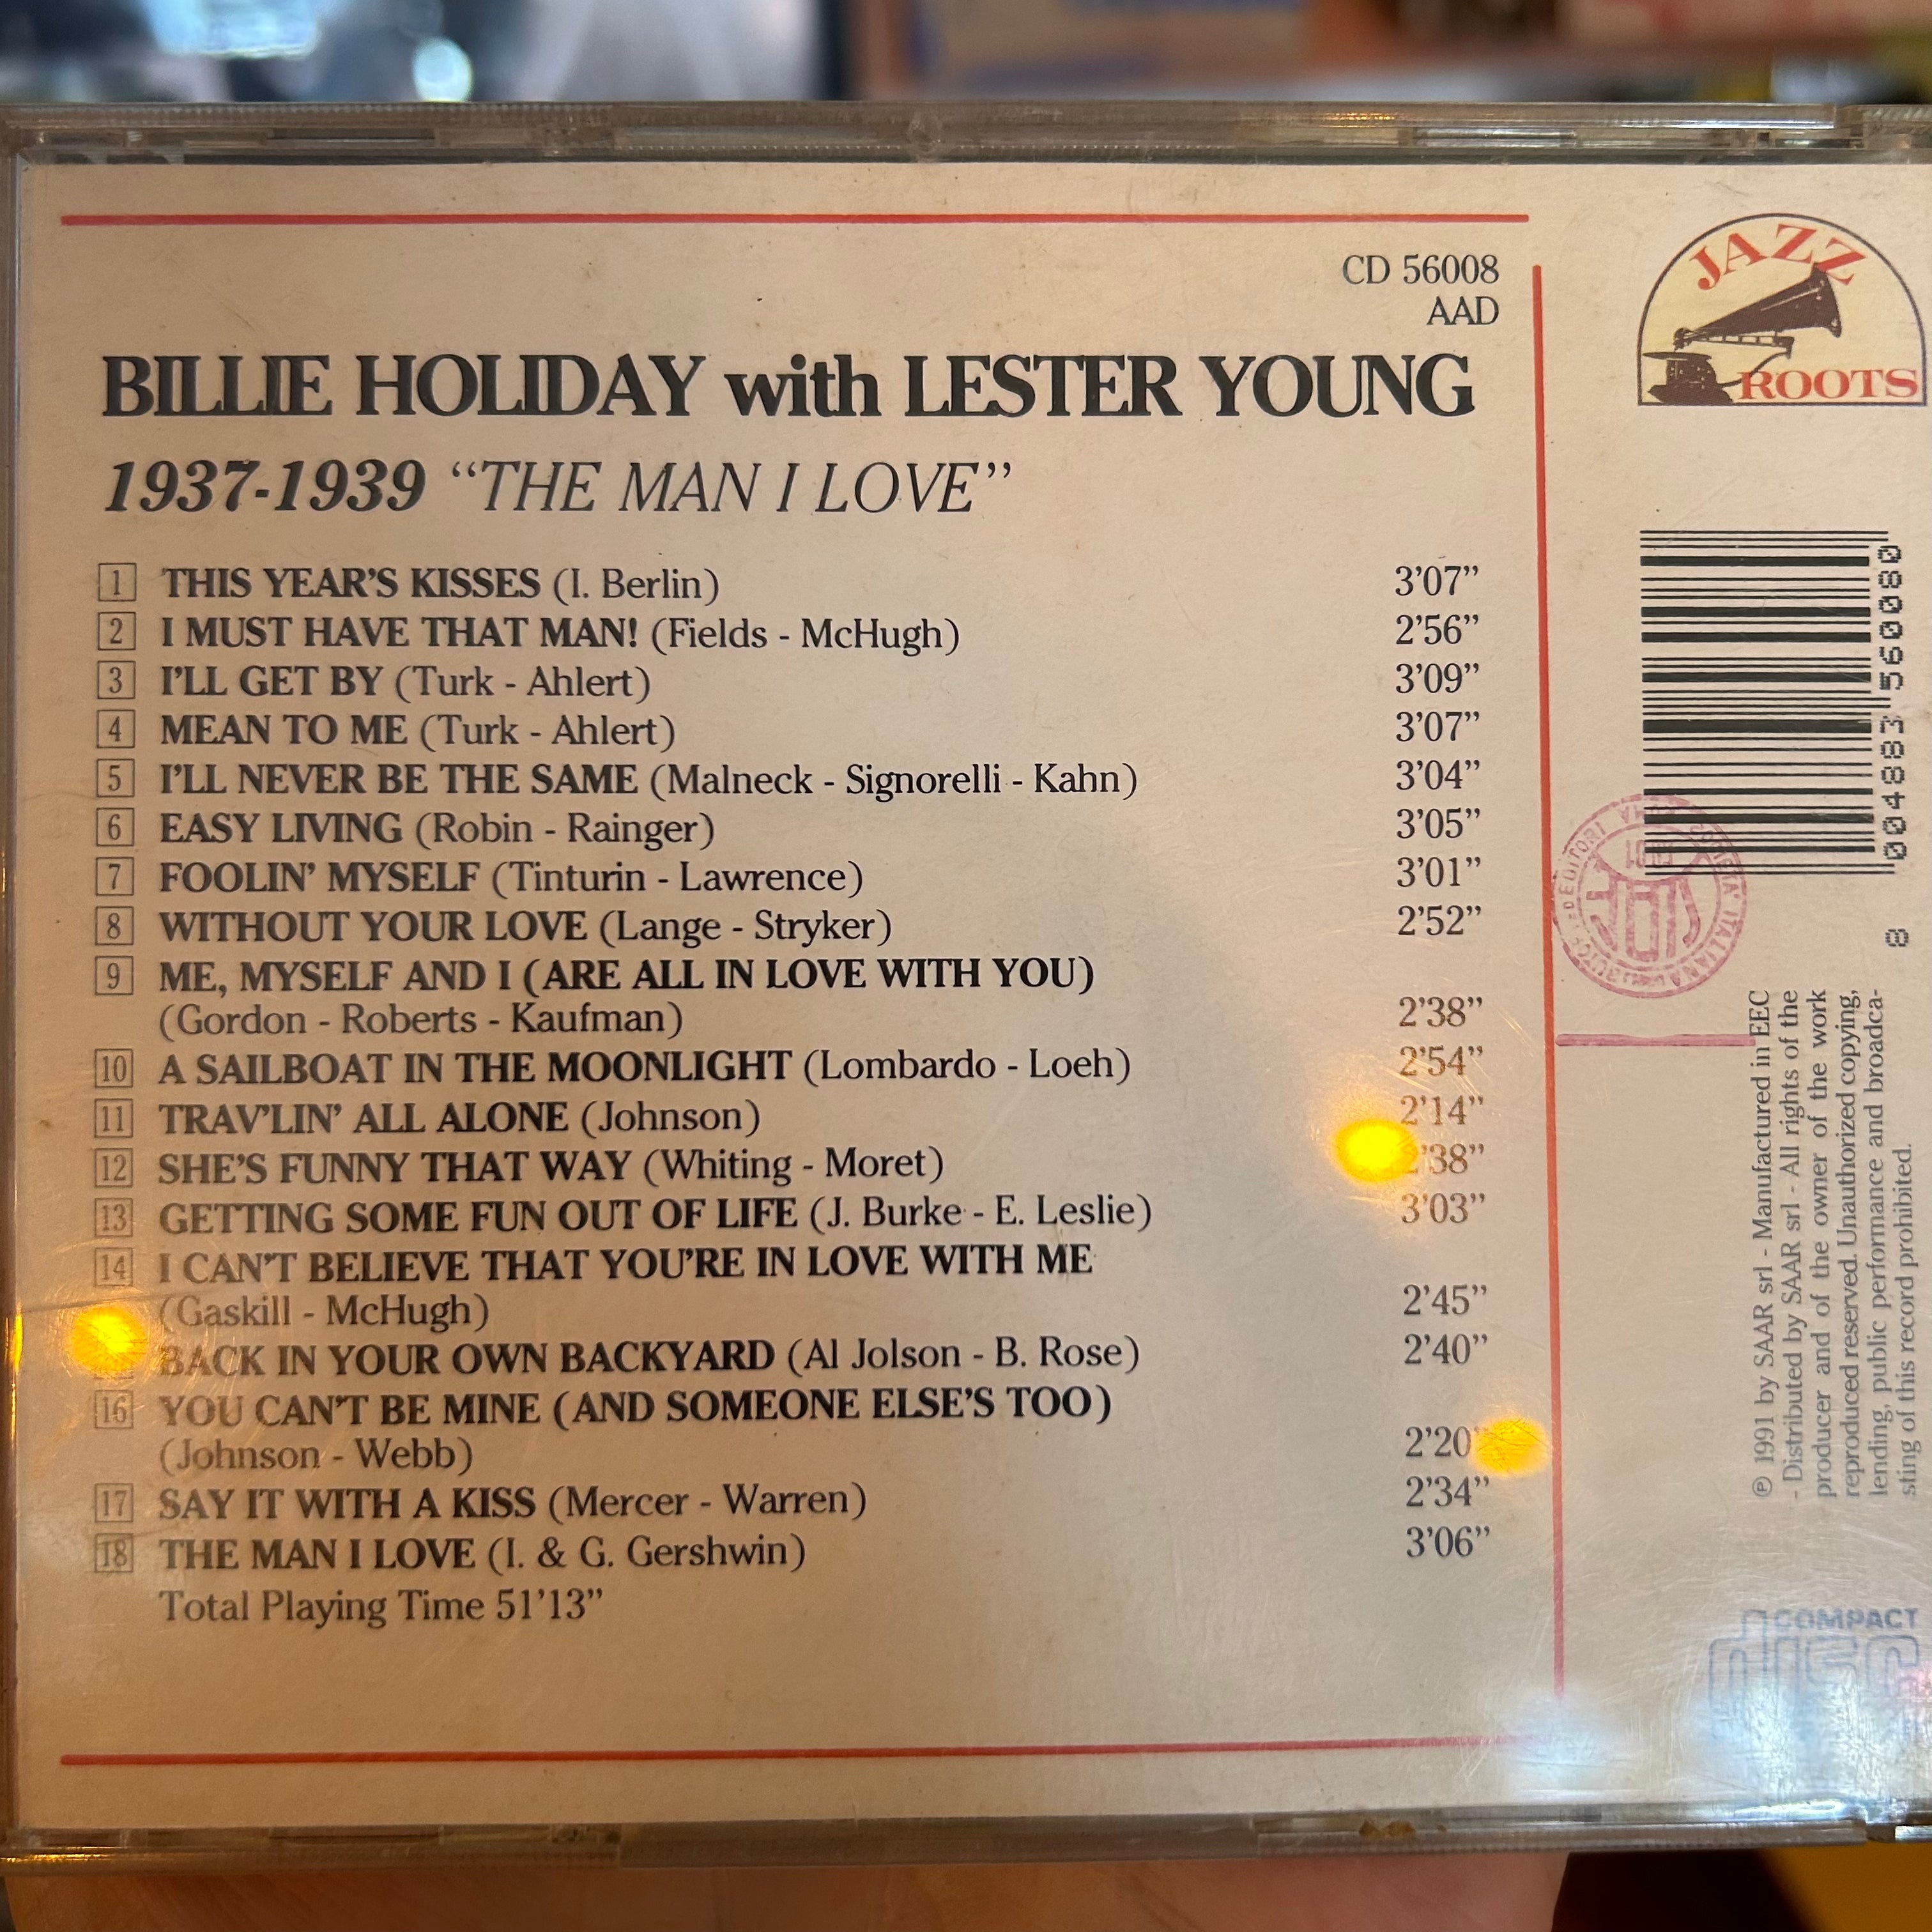 CD 56008
AAD
BILLIE HOLIDAY with LESTER YOUNG
1937-1939 “THE MAN I LOVE”
1 THIS YEAR’S KISSES (I. Berlin) 3’07”
2 I MUST HAVE THAT MAN! (Fields - McHugh) 2’56”
3 I’LL GET BY (Turk - Ahlert) 3’09”
4 MEAN TO ME (Turk - Ahlert) 3’07”
5 I’LL NEVER BE THE SAME (Malneck - Signorelli - Kahn) 3’04”
6 EASY LIVING (Robin - Rainger) 3’05”
7 FOOLIN’ MYSELF (Tinturin - Lawrence) 3’01”
8 WITHOUT YOUR LOVE (Lange - Stryker) 2’52”
9 ME, MYSELF AND I (ARE ALL IN LOVE WITH YOU)
(Gordon - Roberts - Kaufman) 2’38”
10 A SAILBOAT IN THE MOONLIGHT (Lombardo - Loeh) 2’54”
11 TRAV’LIN’ ALL ALONE (Johnson) 2’14”
12 SHE’S FUNNY THAT WAY (Whiting - Moret) 2’38”
13 GETTING SOME FUN OUT OF LIFE (J. Burke - E. Leslie) 3’03”
14 I CAN’T BELIEVE THAT YOU’RE IN LOVE WITH ME
(Gaskill - McHugh) 2’45”
BACK IN YOUR OWN BACKYARD (Al Jolson - B. Rose) 2’40”
16 YOU CAN’T BE MINE (AND SOMEONE ELSE’S TOO)
(Johnson - Webb) 2’20”
17 SAY IT WITH A KISS (Mercer - Warren) 2’34”
18 THE MAN I LOVE (I. & G. Gershwin) 3’06”
Total Playing Time 51’13”
JAZZ
ROOTS
8 004883 560080
℗ 1991 by SAAR srl - Manufactured in EEC
- Distributed by SAAR srl - All rights of the
producer and of the owner of the work
reproduced reserved. Unauthorized copying,
lending, public performance and broadca-
sting of this record prohibited.
ITALIANA
EDITORI
COMPACT
disc